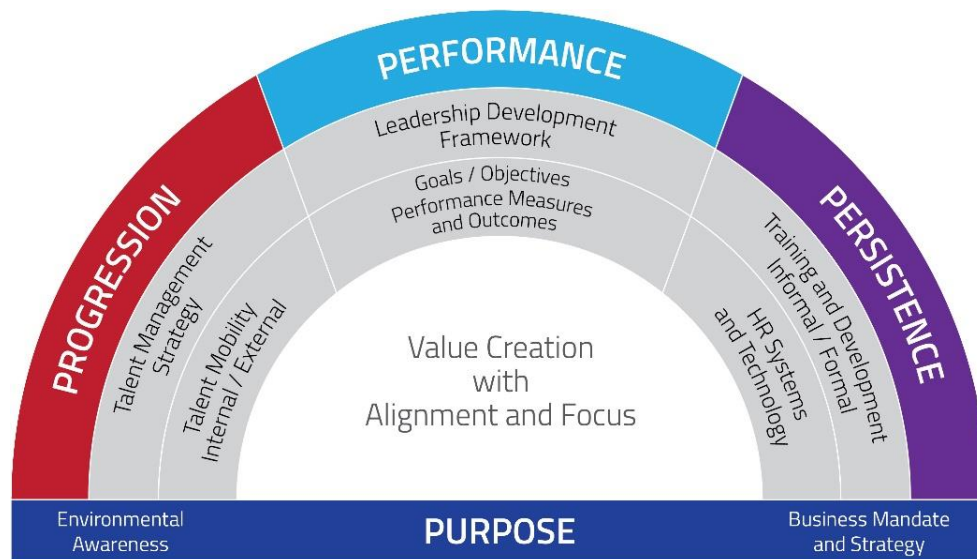 PERFORMANCE
Leadership Development
Framework
Goals / Objectives
Performance Measures
and Outcomes
PROGRESSION
Talent Management
Strategy
Talent Mobility
Internal / External
PERSISTENCE
Training and Development
Informal / Formal
HR Systems
and Technology
Value Creation
with
Alignment and Focus
Environmental
Awareness
PURPOSE
Business Mandate
and Strategy